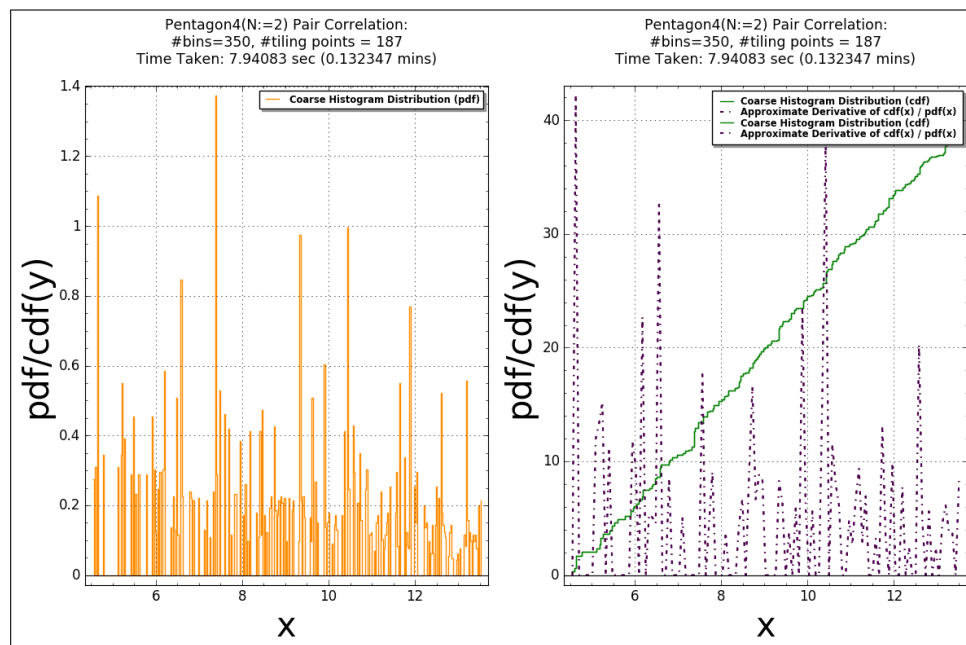 Pentagon4(N:=2) Pair Correlation:
#bins=350, #tiling points = 187
Time Taken: 7.94083 sec (0.132347 mins)
Coarse Histogram Distribution (pdf)
pdf/cdf(y)
1.4
1.2
1
0.8
0.6
0.4
0.2
0
6
8
10
12
x
Pentagon4(N:=2) Pair Correlation:
#bins=350, #tiling points = 187
Time Taken: 7.94083 sec (0.132347 mins)
Coarse Histogram Distribution (cdf)
Approximate Derivative of cdf(x) / pdf(x)
Coarse Histogram Distribution (cdf)
Approximate Derivative of cdf(x) / pdf(x)
pdf/cdf(y)
40
30
20
10
0
6
8
10
12
x